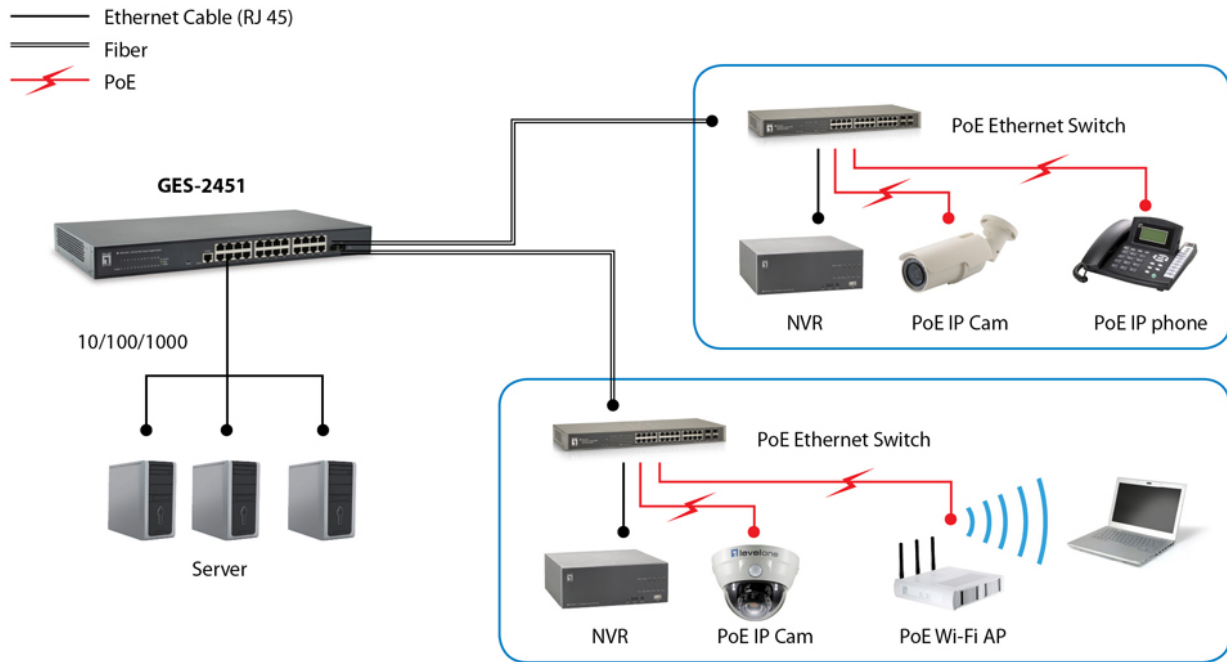 Ethernet Cable (RJ 45)
Fiber
PoE
GES-2451
10/100/1000
Server
PoE Ethernet Switch
NVR
PoE IP Cam
PoE IP phone
PoE Ethernet Switch
levelone
NVR
PoE IP Cam
PoE Wi-Fi AP